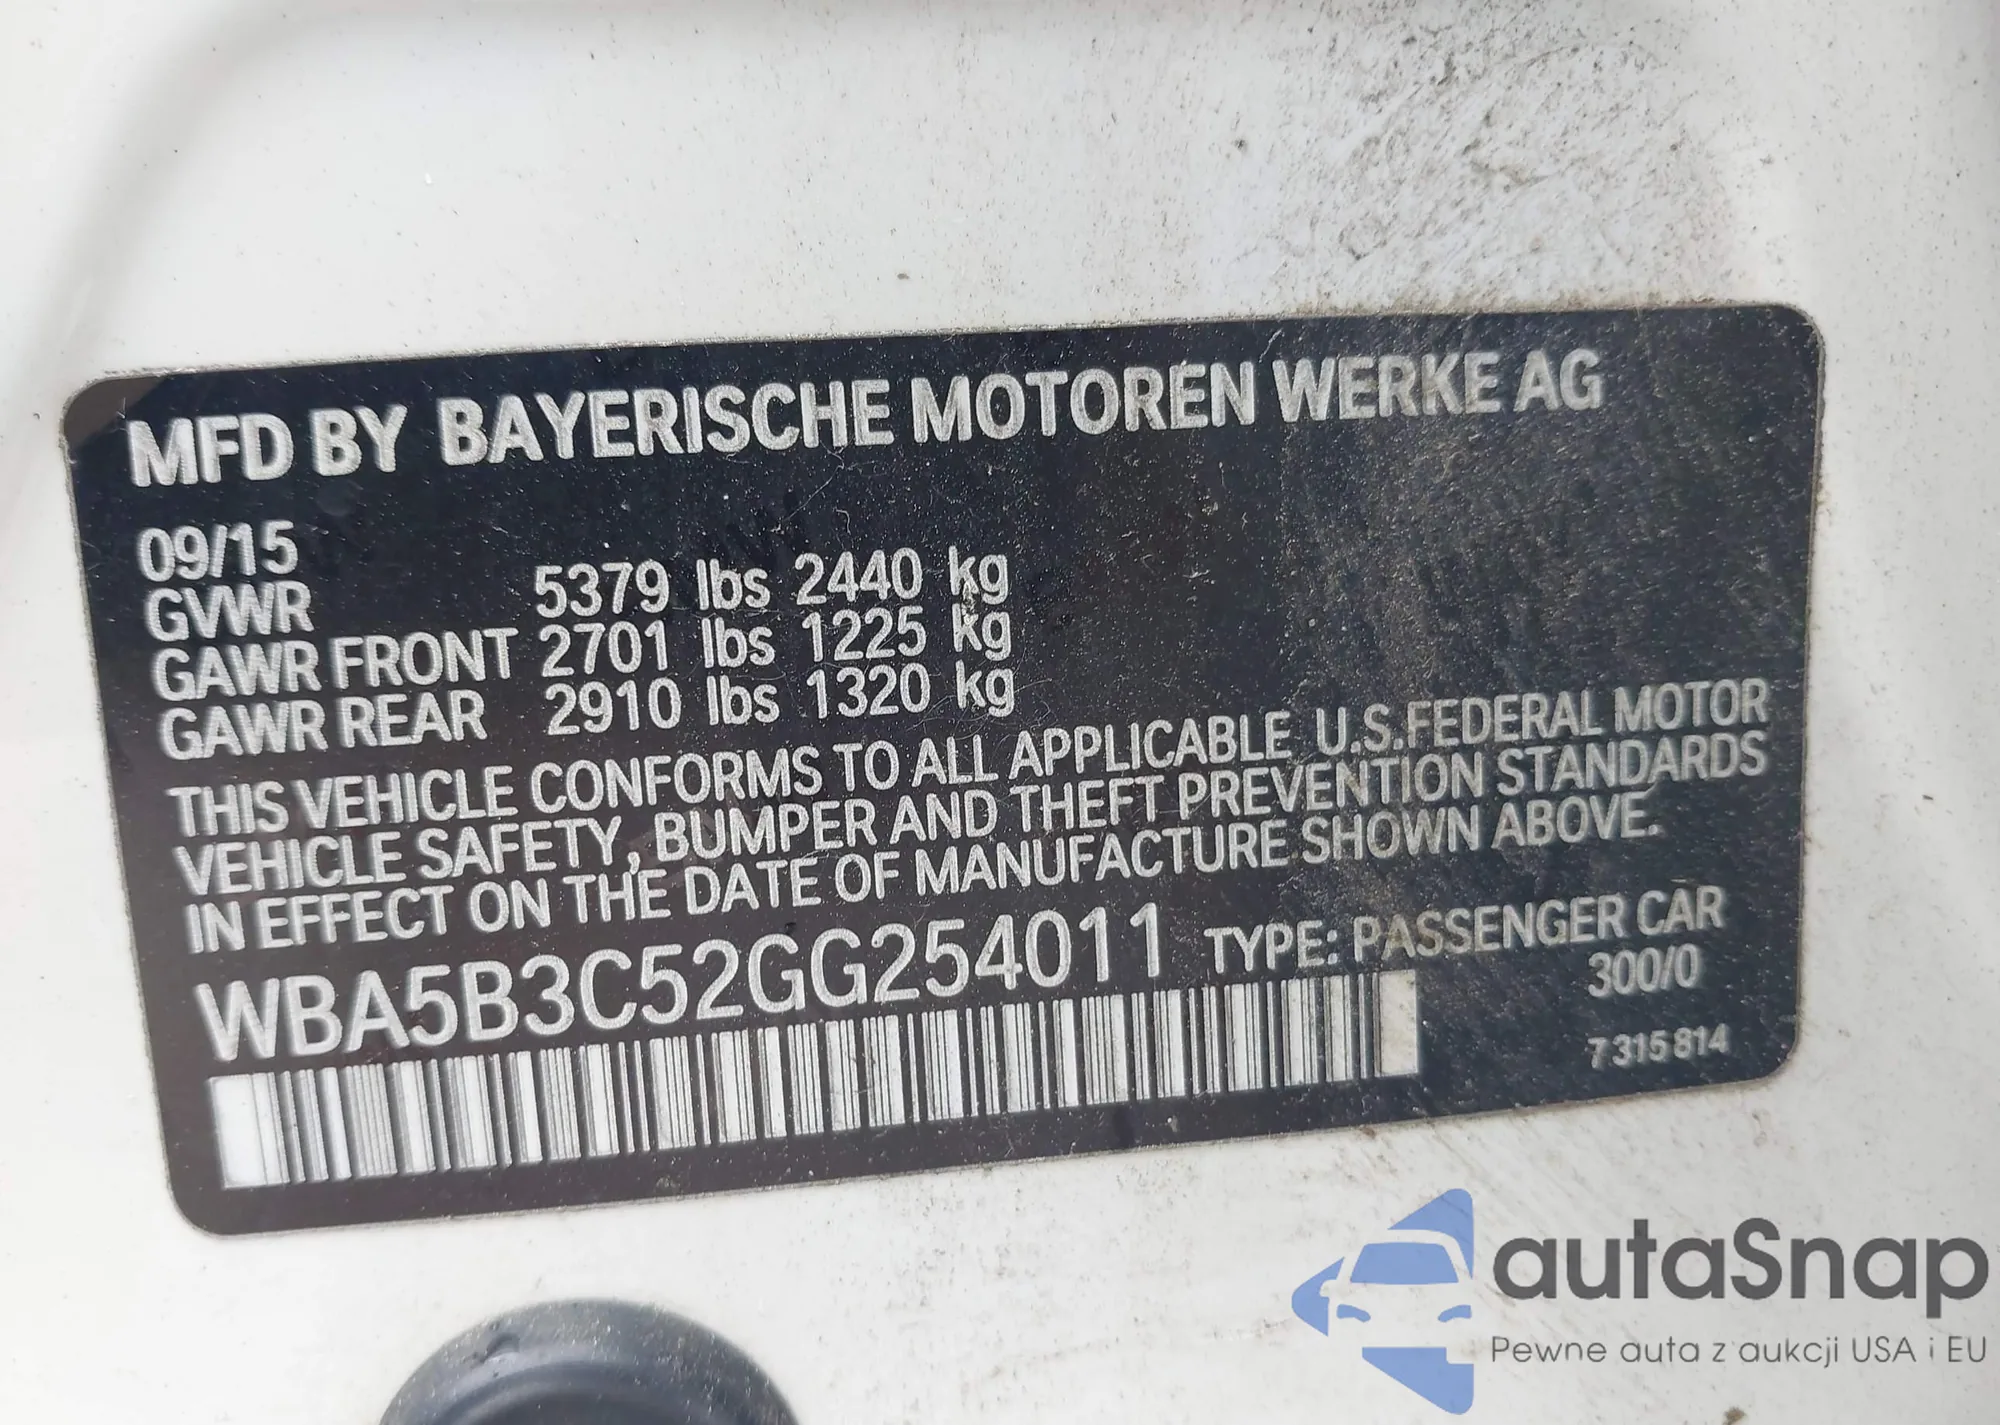 MFD BY BAYERISCHE MOTOREN WERKE AG
09/15
GVWR 5379 lbs 2440 kg
GAWR FRONT 2701 lbs 1225 kg
GAWR REAR 2910 lbs 1320 kg
THIS VEHICLE CONFORMS TO ALL APPLICABLE U.S.FEDERAL MOTOR
VEHICLE SAFETY, BUMPER AND THEFT PREVENTION STANDARDS
IN EFFECT ON THE DATE OF MANUFACTURE SHOWN ABOVE.
WBA5B3C52GG254011 TYPE: PASSENGER CAR
300/0
7 315 814
autaSnap
Pewne auta z aukcji USA i EU